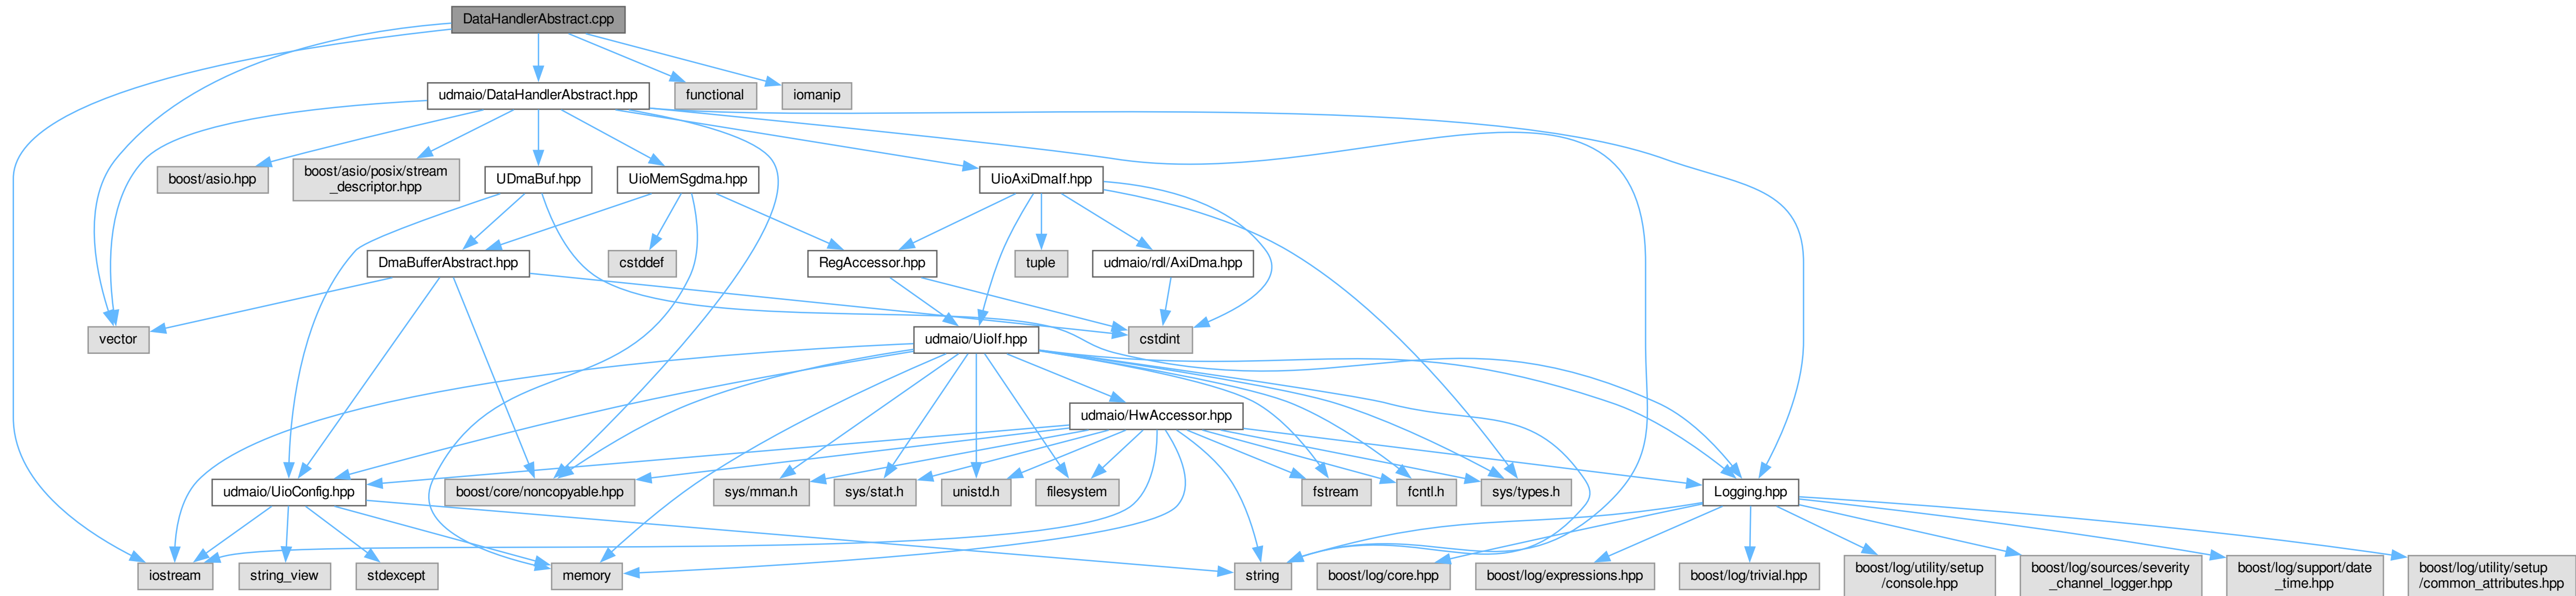 DataHandlerAbstract.cpp
udmaio/DataHandlerAbstract.hpp
functional
iomanip
boost/asio.hpp
boost/asio/posix/stream
_descriptor.hpp
UDmaBuf.hpp
UioMemSgdma.hpp
UioAxiDmaIf.hpp
DmaBufferAbstract.hpp
cstddef
RegAccessor.hpp
tuple
udmaio/rdl/AxiDma.hpp
vector
udmaio/UioIf.hpp
cstdint
udmaio/HwAccessor.hpp
udmaio/UioConfig.hpp
boost/core/noncopyable.hpp
sys/mman.h
sys/stat.h
unistd.h
filesystem
fstream
fcntl.h
sys/types.h
Logging.hpp
iostream
string_view
stdexcept
memory
string
boost/log/core.hpp
boost/log/expressions.hpp
boost/log/trivial.hpp
boost/log/utility/setup
/console.hpp
boost/log/sources/severity
_channel_logger.hpp
boost/log/support/date
_time.hpp
boost/log/utility/setup
/common_attributes.hpp